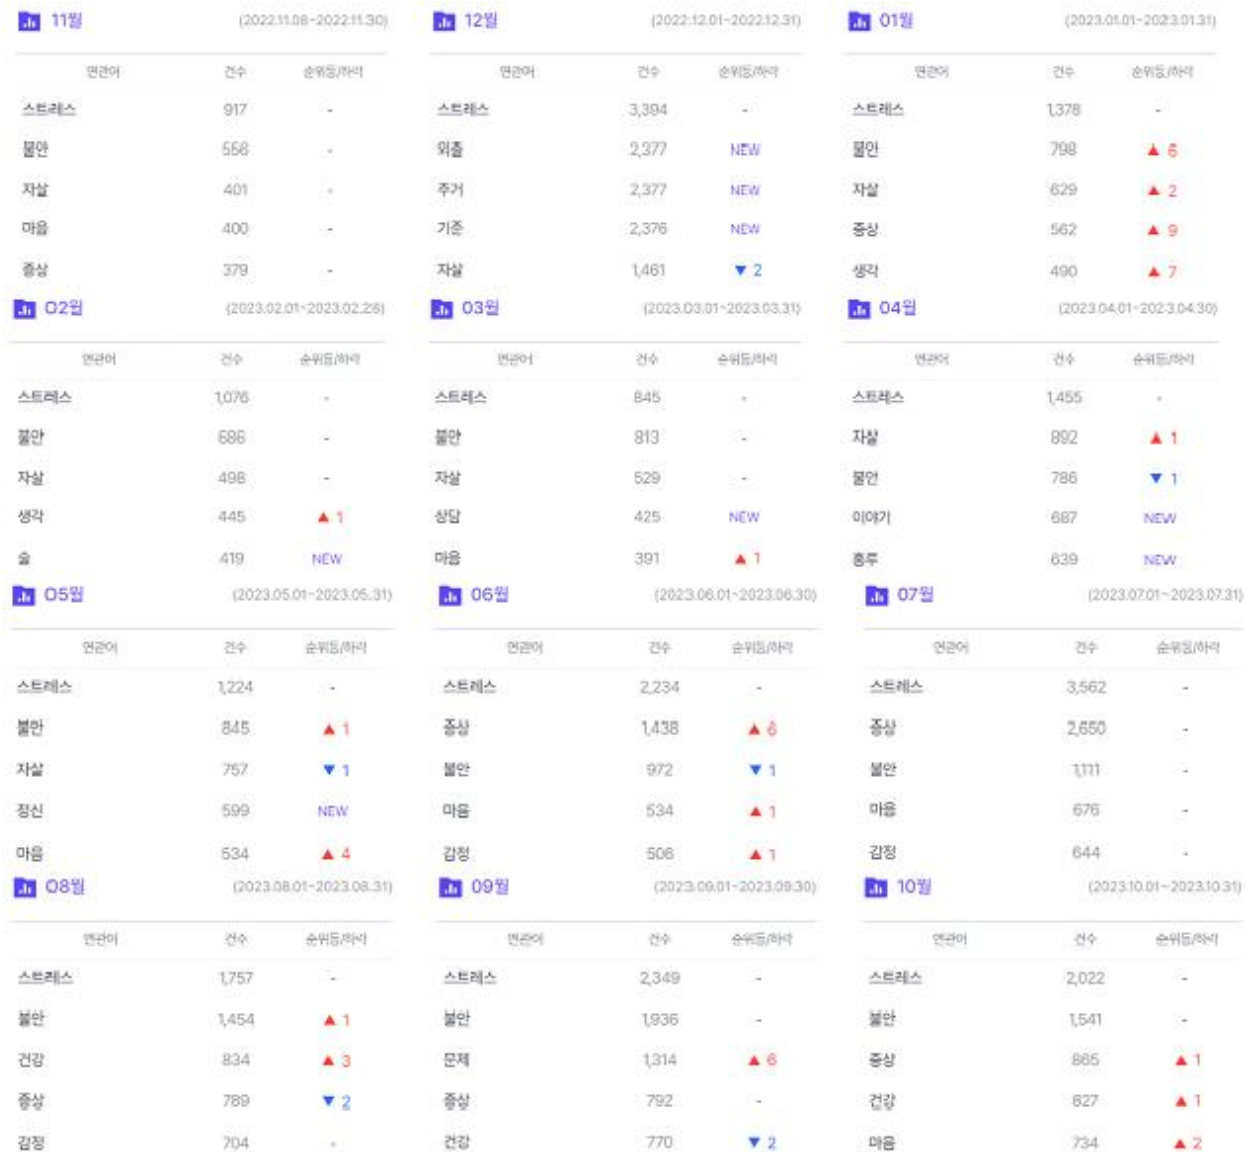 11월 (2022.11.08~2022.11.30)
연관어 건수 순위등/하락
스트레스 917 -
불안 556 -
자살 401 -
마음 400 -
증상 379 -
12월 (2022.12.01~2022.12.31)
연관어 건수 순위등/하락
스트레스 3,394 -
외출 2,377 NEW
주거 2,377 NEW
기준 2,376 NEW
자살 1,461 ▼ 2
01월 (2023.01.01~2023.01.31)
연관어 건수 순위등/하락
스트레스 1,378 -
불안 798 ▲ 6
자살 629 ▲ 2
증상 562 ▲ 9
생각 490 ▲ 7
02월 (2023.02.01~2023.02.28)
연관어 건수 순위등/하락
스트레스 1,076 -
불안 686 -
자살 498 -
생각 445 ▲ 1
술 419 NEW
03월 (2023.03.01~2023.03.31)
연관어 건수 순위등/하락
스트레스 845 -
불안 813 -
자살 529 -
상담 425 NEW
마음 391 ▲ 1
04월 (2023.04.01~2023.04.30)
연관어 건수 순위등/하락
스트레스 1,455 -
자살 892 ▲ 1
불안 786 ▼ 1
이야기 687 NEW
홍루 639 NEW
05월 (2023.05.01~2023.05.31)
연관어 건수 순위등/하락
스트레스 1,224 -
불안 845 ▲ 1
자살 757 ▼ 1
정신 599 NEW
마음 534 ▲ 4
06월 (2023.06.01~2023.06.30)
연관어 건수 순위등/하락
스트레스 2,234 -
증상 1,438 ▲ 6
불안 972 ▼ 1
마음 534 ▲ 1
감정 506 ▲ 1
07월 (2023.07.01~2023.07.31)
연관어 건수 순위등/하락
스트레스 3,562 -
증상 2,650 -
불안 1,111 -
마음 676 -
감정 644 -
08월 (2023.08.01~2023.08.31)
연관어 건수 순위등/하락
스트레스 1,757 -
불안 1,454 ▲ 1
건강 834 ▲ 3
증상 789 ▼ 2
감정 704 -
09월 (2023.09.01~2023.09.30)
연관어 건수 순위등/하락
스트레스 2,349 -
불안 1,936 -
문제 1,314 ▲ 6
증상 792 -
건강 770 ▼ 2
10월 (2023.10.01~2023.10.31)
연관어 건수 순위등/하락
스트레스 2,022 -
불안 1,541 -
증상 865 ▲ 1
건강 827 ▲ 1
마음 734 ▲ 2